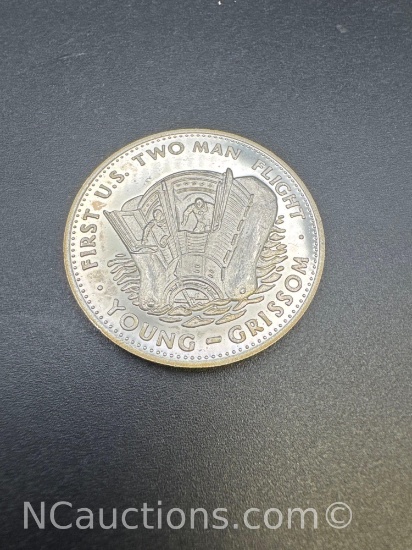 · FIRST U.S. TWO MAN FLIGHT ·
YOUNG - GRISSOM
NCauctions.com©